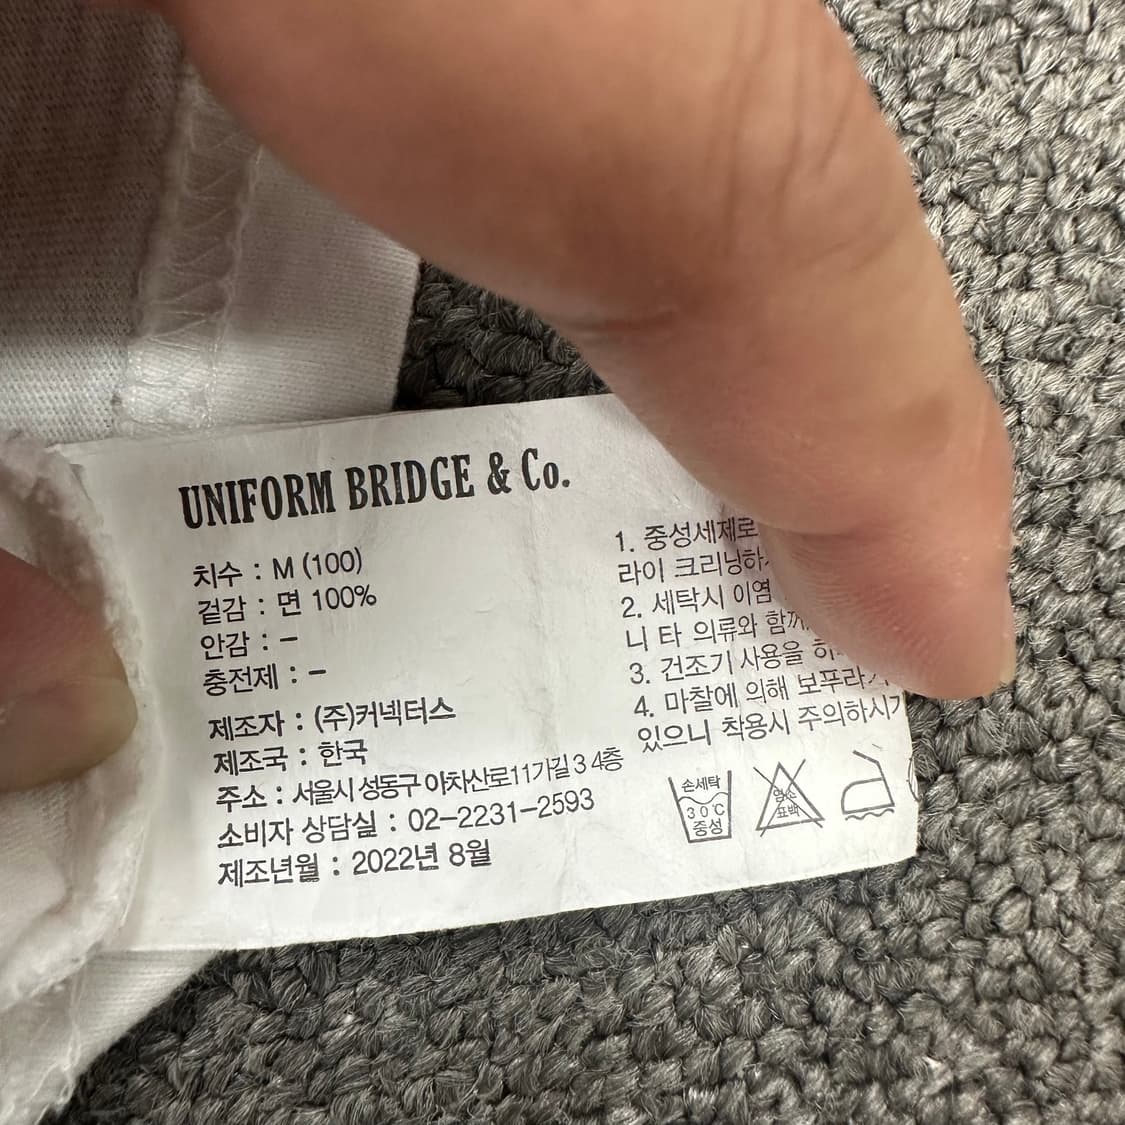 UNIFORM BRIDGE & Co.
치수 : M (100)
겉감 : 면 100%
안감 : –
충전제 : –
제조자 : (주)커넥터스
제조국 : 한국
주소 : 서울시 성동구 아차산로11가길 3 4층
소비자 상담실 : 02-2231-2593
제조년월 : 2022년 8월
1. 중성세제로
라이 크리닝하
2. 세탁시 이염
니 타 의류와 함께
3. 건조기 사용을
4. 마찰에 의해 보푸라기
있으니 착용시 주의하시기
손세탁
30℃
중성
염소
표백